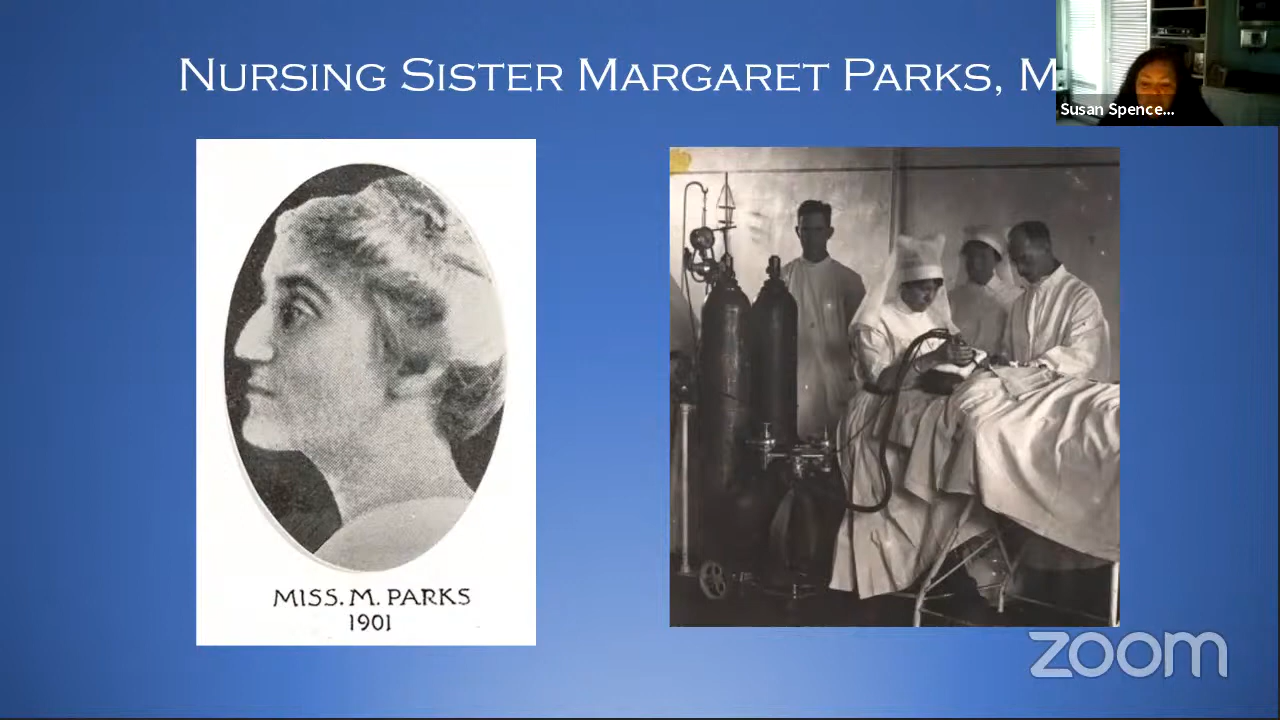 NURSING SISTER MARGARET PARKS, M
Susan Spence...
MISS. M. PARKS
1901
zoom